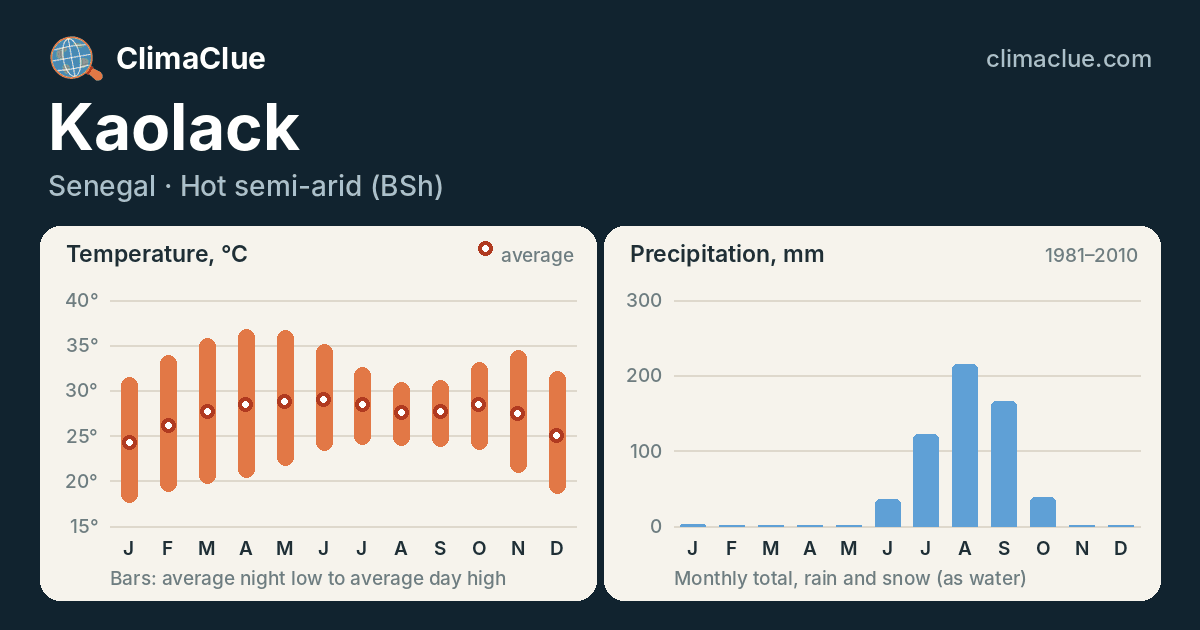 ClimaClue
climaclue.com
Kaolack
Senegal · Hot semi-arid (BSh)
Temperature, °C
average
40°
35°
30°
25°
20°
15°
J F M A M J J A S O N D
Bars: average night low to average day high
Precipitation, mm
1981–2010
300
200
100
0
J F M A M J J A S O N D
Monthly total, rain and snow (as water)